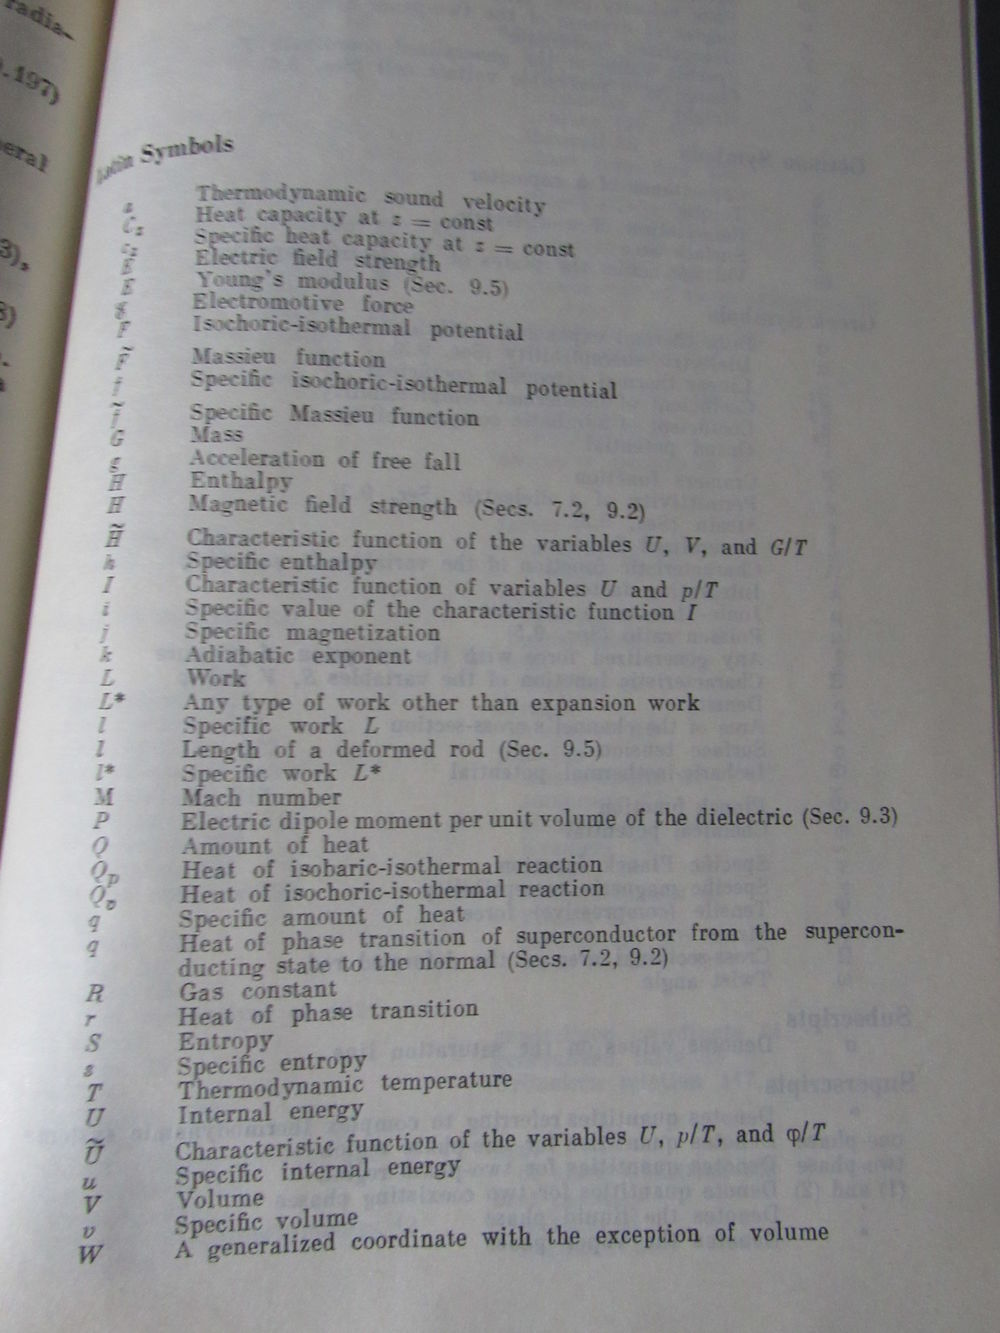 radia-
.197)
eral
3),
Latin Symbols
a Thermodynamic sound velocity
C_z Heat capacity at z = const
c_z Specific heat capacity at z = const
E Electric field strength
E Young's modulus (Sec. 9.5)
ℰ Electromotive force
F Isochoric-isothermal potential
F̃ Massieu function
f Specific isochoric-isothermal potential
f̃ Specific Massieu function
G Mass
g Acceleration of free fall
H Enthalpy
H Magnetic field strength (Secs. 7.2, 9.2)
H̃ Characteristic function of the variables U, V, and G/T
h Specific enthalpy
I Characteristic function of variables U and p/T
i Specific value of the characteristic function I
j Specific magnetization
k Adiabatic exponent
L Work
L* Any type of work other than expansion work
l Specific work L
l Length of a deformed rod (Sec. 9.5)
l* Specific work L*
M Mach number
P Electric dipole moment per unit volume of the dielectric (Sec. 9.3)
Q Amount of heat
Q_p Heat of isobaric-isothermal reaction
Q_v Heat of isochoric-isothermal reaction
q Specific amount of heat
q Heat of phase transition of superconductor from the supercon-
ducting state to the normal (Secs. 7.2, 9.2)
R Gas constant
r Heat of phase transition
S Entropy
s Specific entropy
T Thermodynamic temperature
U Internal energy
Ũ Characteristic function of the variables U, p/T, and φ/T
u Specific internal energy
V Volume
v Specific volume
W A generalized coordinate with the exception of volume